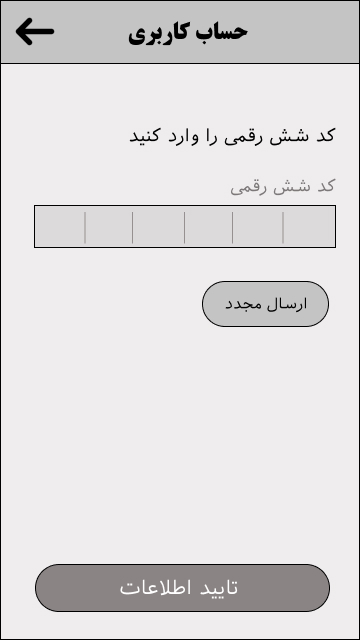 حساب کاربری
کد شش رقمی را وارد کنید
کد شش رقمی
ارسال مجدد
تایید اطلاعات